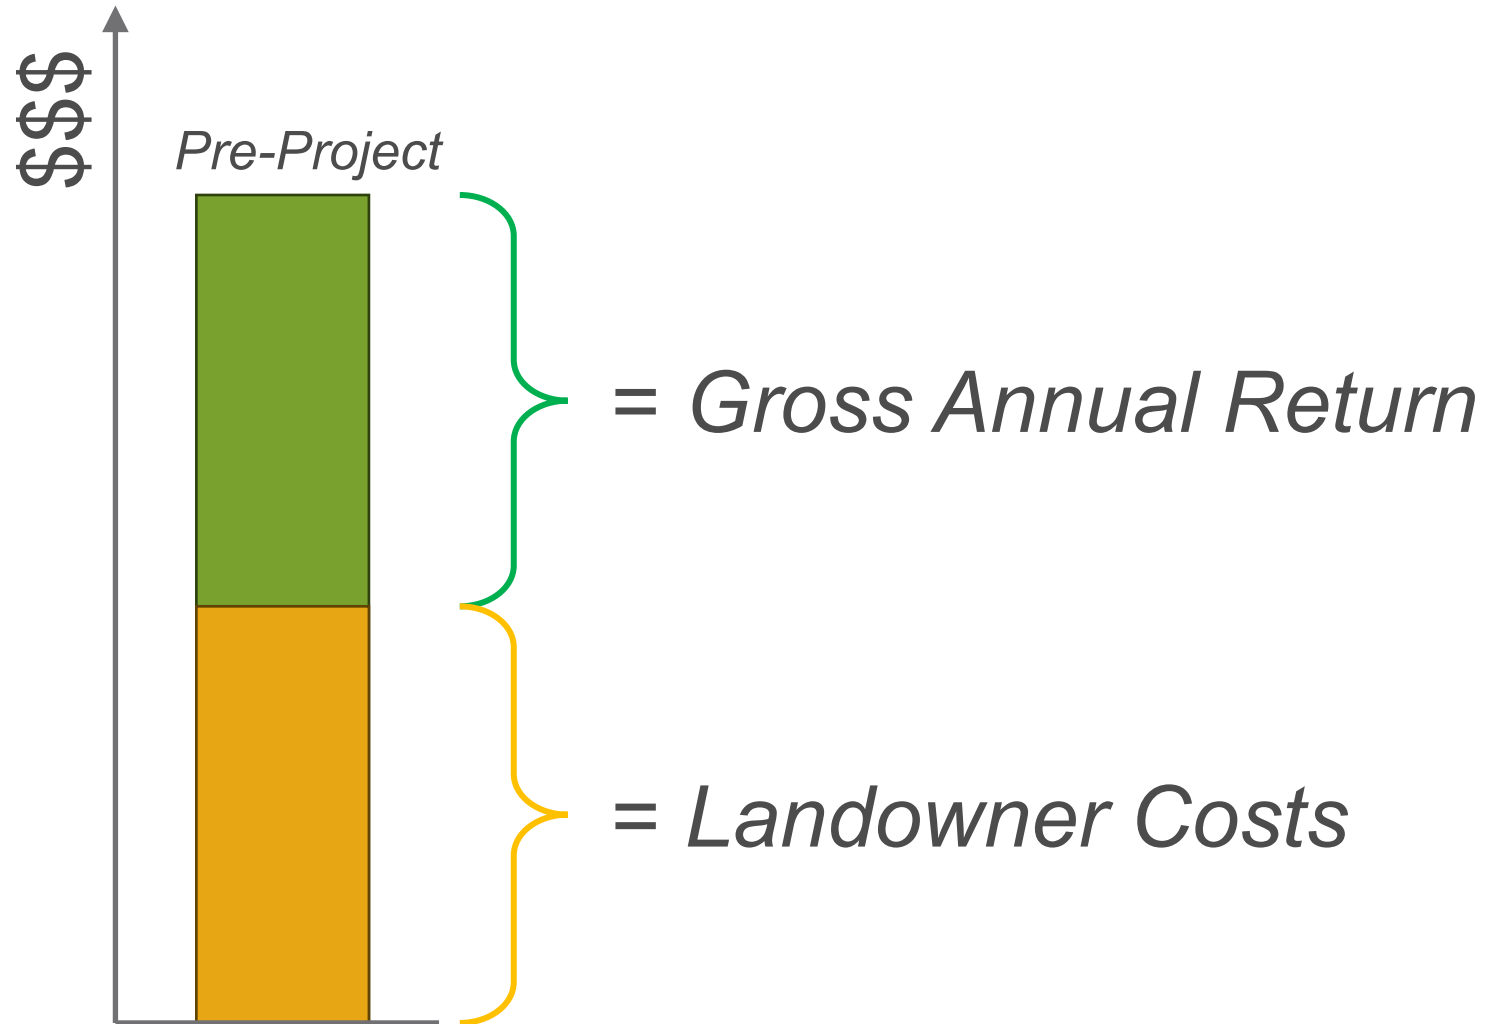 $$$
Pre-Project
= Gross Annual Return
= Landowner Costs